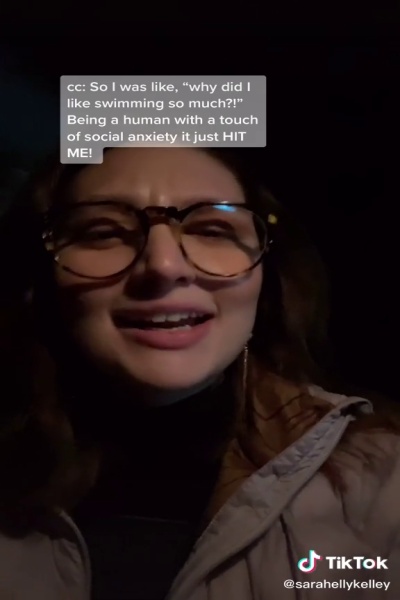 cc: So I was like, “why did I
like swimming so much?!”
Being a human with a touch
of social anxiety it just HIT
ME!
TikTok
@sarahellykelley